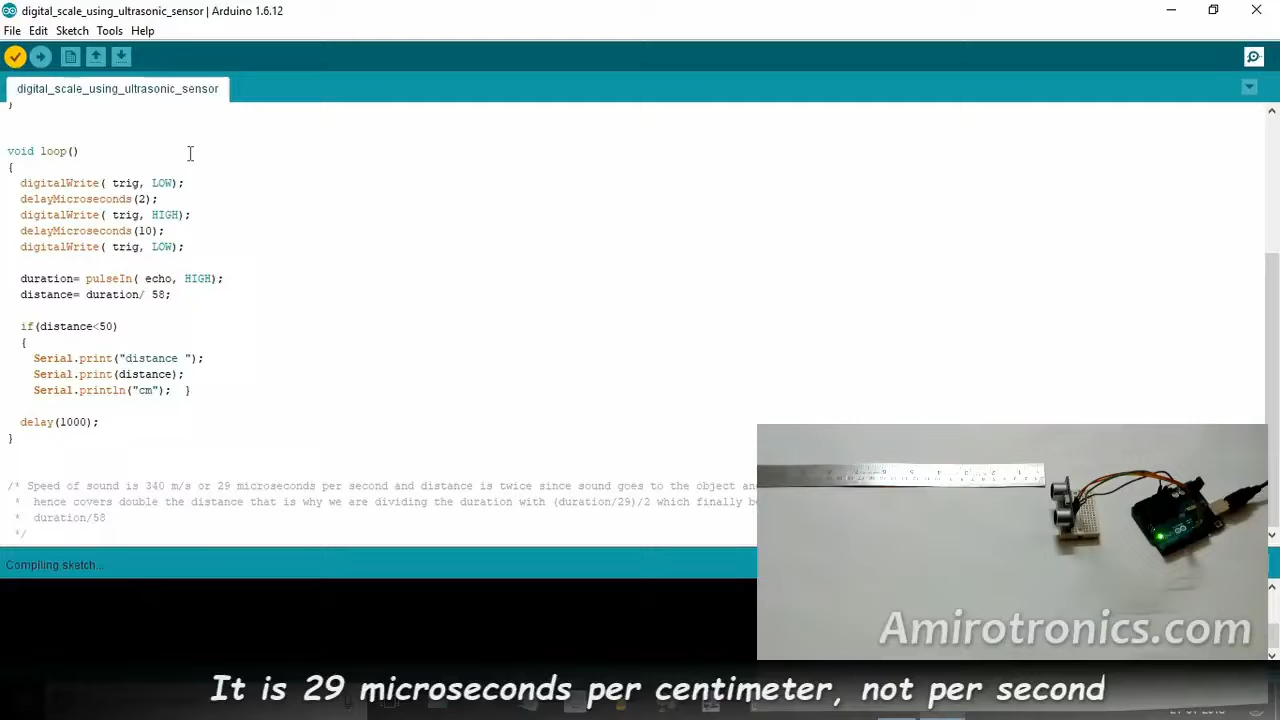 digital_scale_using_ultrasonic_sensor | Arduino 1.6.12
File Edit Sketch Tools Help
digital_scale_using_ultrasonic_sensor
}
void loop()
{
digitalWrite( trig, LOW);
delayMicroseconds(2);
digitalWrite( trig, HIGH);
delayMicroseconds(10);
digitalWrite( trig, LOW);
duration= pulseIn( echo, HIGH);
distance= duration/ 58;
if(distance<50)
{
Serial.print("distance ");
Serial.print(distance);
Serial.println("cm");  }
delay(1000);
}
/* Speed of sound is 340 m/s or 29 microseconds per second and distance is twice since sound goes to the object an
* hence covers double the distance that is why we are dividing the duration with (duration/29)/2 which finally b
* duration/58
*/
Compiling sketch...
Amirotronics.com
It is 29 microseconds per centimeter, not per second